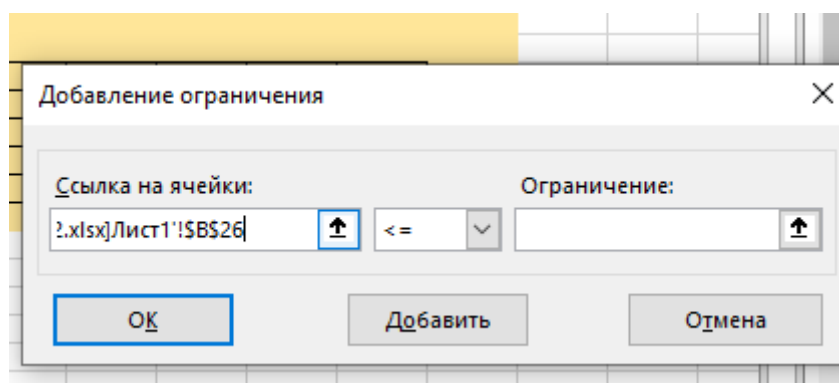 Добавление ограничения
Ссылка на ячейки:
Ограничение:
2.xlsx]Лист1'!$B$26
<=
ОК
Добавить
Отмена